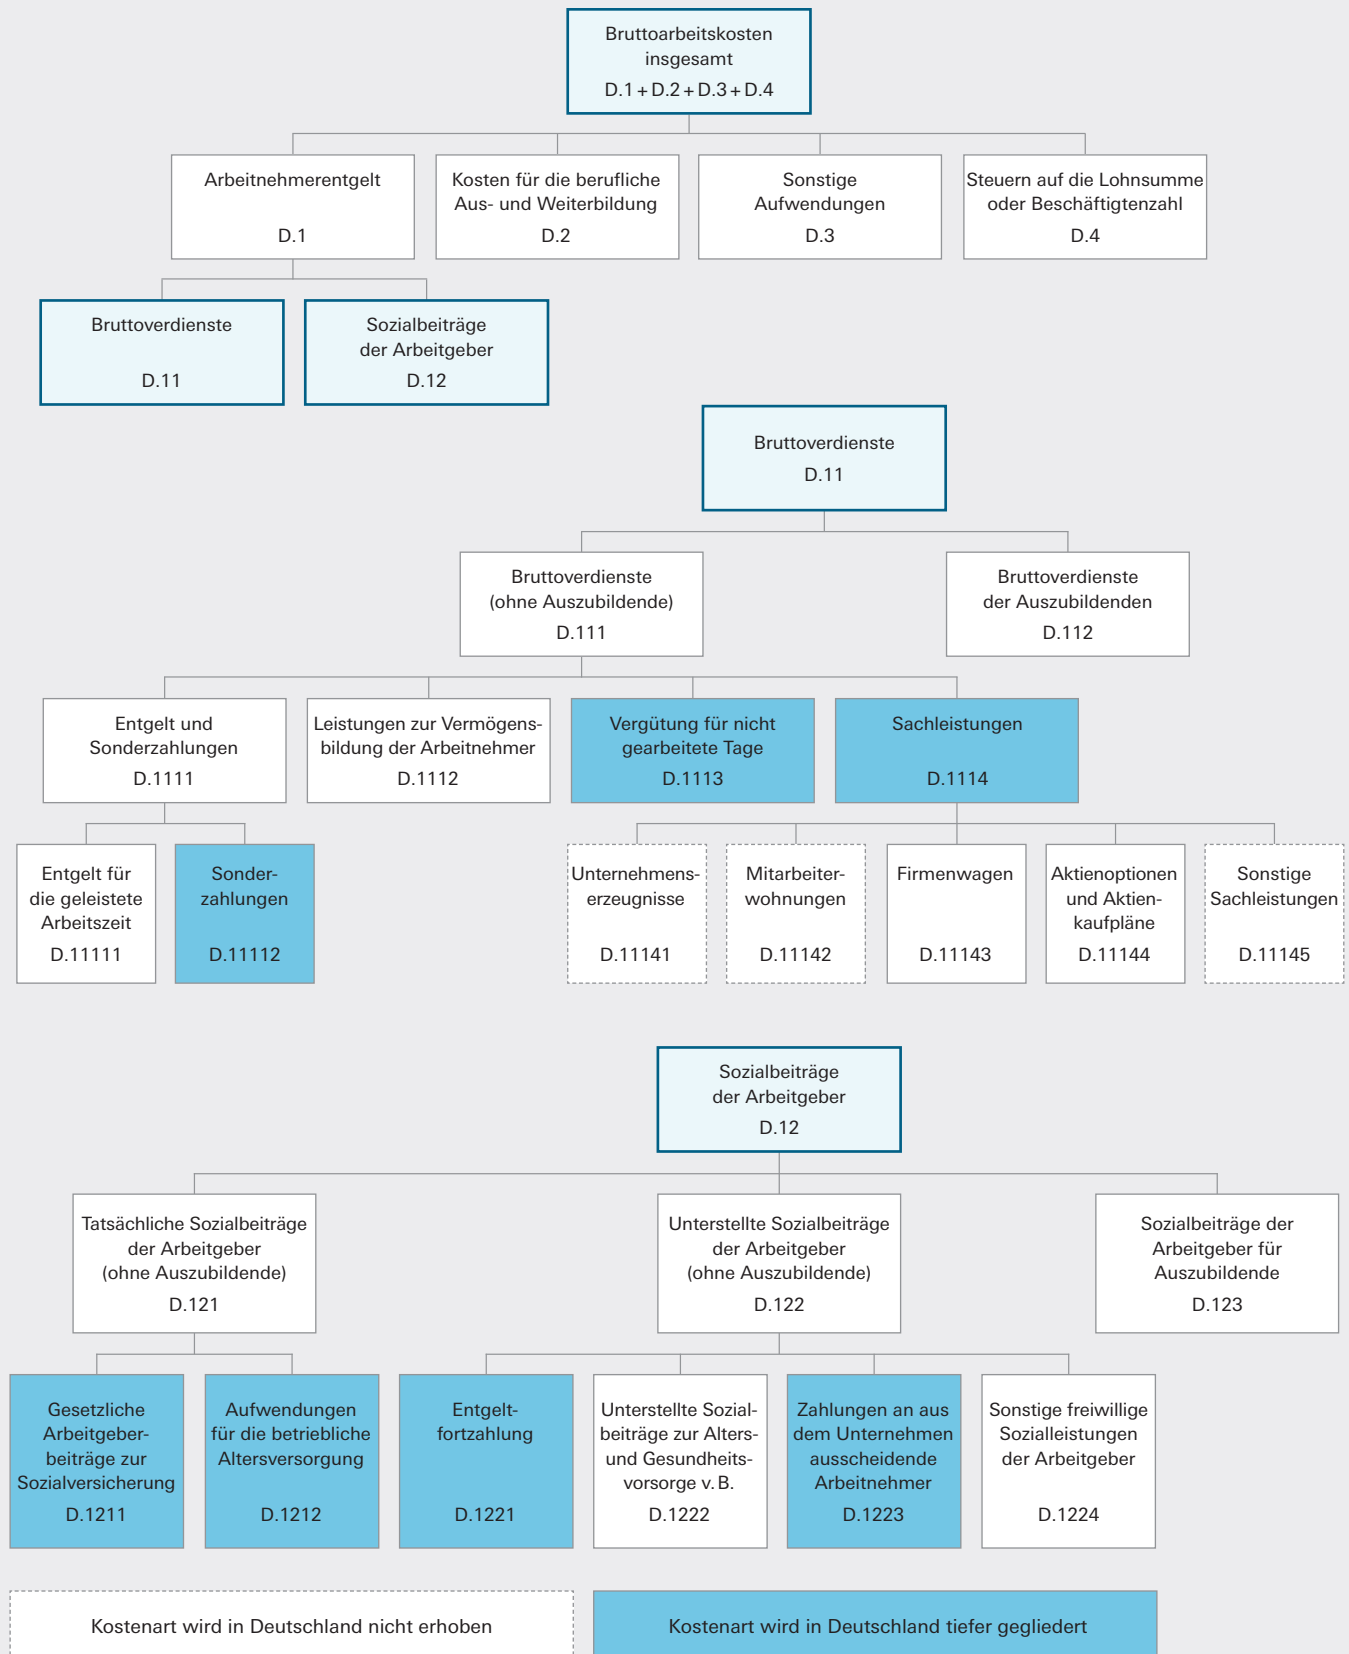 Bruttoarbeitskosten
insgesamt
D.1 + D.2 + D.3 + D.4
Arbeitnehmerentgelt
D.1
Kosten für die berufliche
Aus- und Weiterbildung
D.2
Sonstige
Aufwendungen
D.3
Steuern auf die Lohnsumme
oder Beschäftigtenzahl
D.4
Bruttoverdienste
D.11
Sozialbeiträge
der Arbeitgeber
D.12
Bruttoverdienste
D.11
Bruttoverdienste
(ohne Auszubildende)
D.111
Bruttoverdienste
der Auszubildenden
D.112
Entgelt und
Sonderzahlungen
D.1111
Leistungen zur Vermögens-
bildung der Arbeitnehmer
D.1112
Vergütung für nicht
gearbeitete Tage
D.1113
Sachleistungen
D.1114
Entgelt für
die geleistete
Arbeitszeit
D.11111
Sonder-
zahlungen
D.11112
Unternehmens-
erzeugnisse
D.11141
Mitarbeiter-
wohnungen
D.11142
Firmenwagen
D.11143
Aktienoptionen
und Aktien-
kaufpläne
D.11144
Sonstige
Sachleistungen
D.11145
Sozialbeiträge
der Arbeitgeber
D.12
Tatsächliche Sozialbeiträge
der Arbeitgeber
(ohne Auszubildende)
D.121
Unterstellte Sozialbeiträge
der Arbeitgeber
(ohne Auszubildende)
D.122
Sozialbeiträge der
Arbeitgeber für
Auszubildende
D.123
Gesetzliche
Arbeitgeber-
beiträge zur
Sozialversicherung
D.1211
Aufwendungen
für die betriebliche
Altersversorgung
D.1212
Entgelt-
fortzahlung
D.1221
Unterstellte Sozial-
beiträge zur Alters-
und Gesundheits-
vorsorge v. B.
D.1222
Zahlungen an aus
dem Unternehmen
ausscheidende
Arbeitnehmer
D.1223
Sonstige freiwillige
Sozialleistungen
der Arbeitgeber
D.1224
Kostenart wird in Deutschland nicht erhoben
Kostenart wird in Deutschland tiefer gegliedert